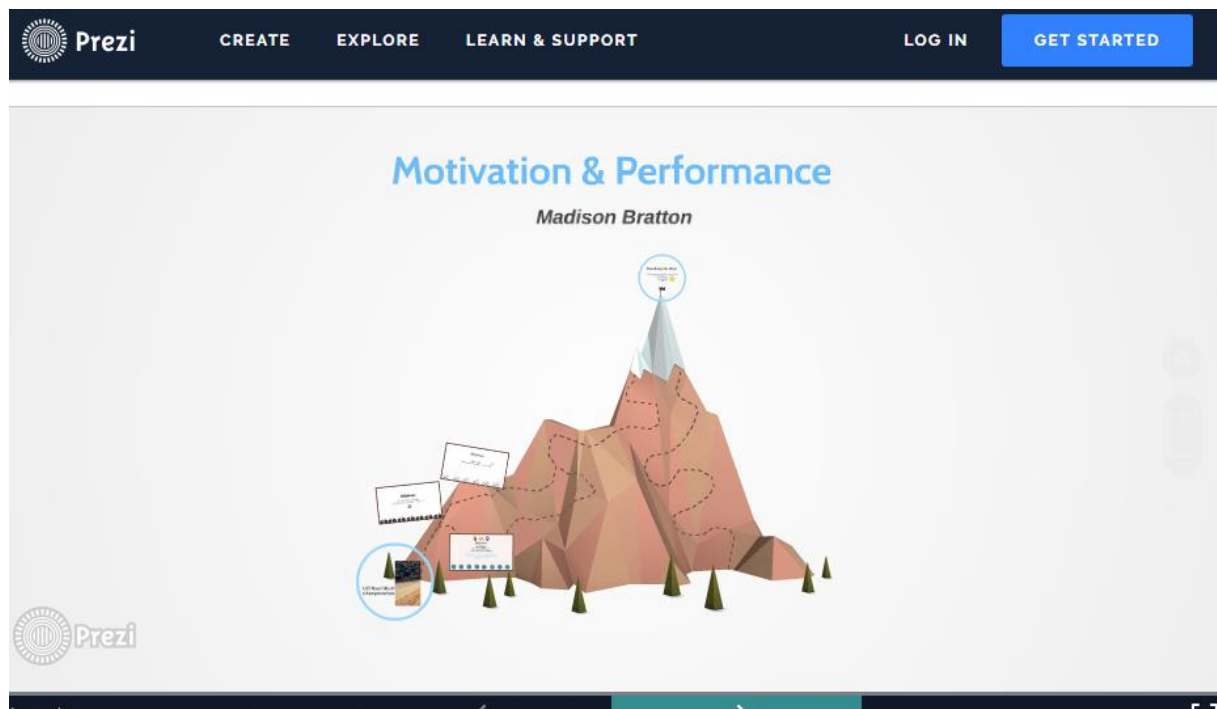 Prezi CREATE EXPLORE LEARN & SUPPORT LOG IN GET STARTED
Motivation & Performance
Madison Bratton
Prezi